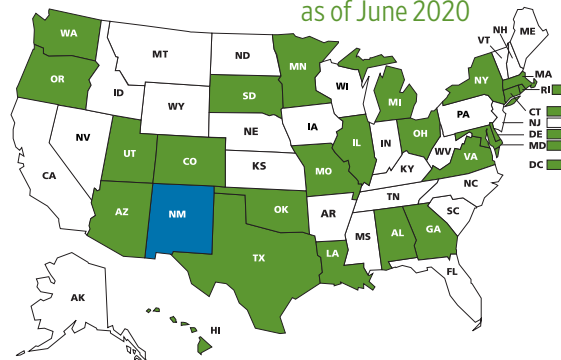 as of June 2020
WA
MT
ND
MN
OR
ID
SD
WI
MI
NY
VT
NH
ME
MA
RI
CT
NJ
DE
MD
DC
WY
NE
IA
PA
NV
UT
CO
KS
MO
IL
IN
OH
WV
VA
KY
CA
AZ
NM
OK
AR
TN
NC
SC
TX
LA
MS
AL
GA
FL
AK
HI